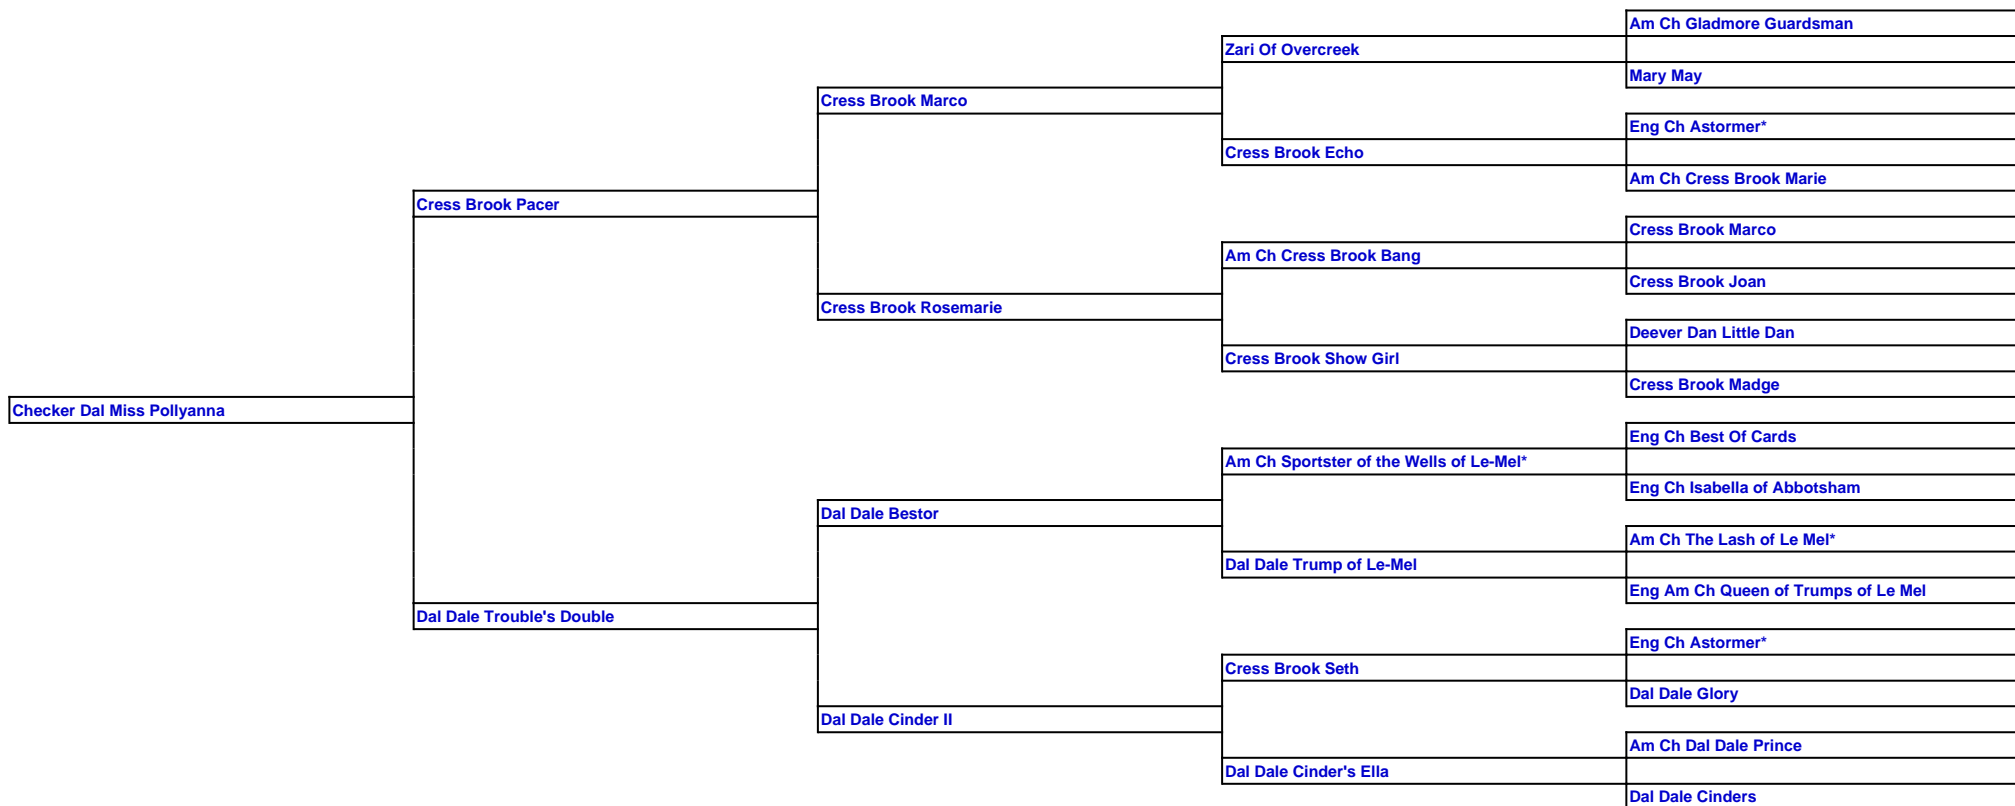 Am Ch Gladmore Guardsman
Zari Of Overcreek
Mary May
Cress Brook Marco
Eng Ch Astormer*
Cress Brook Echo
Am Ch Cress Brook Marie
Cress Brook Pacer
Cress Brook Marco
Am Ch Cress Brook Bang
Cress Brook Joan
Cress Brook Rosemarie
Deever Dan Little Dan
Cress Brook Show Girl
Cress Brook Madge
Checker Dal Miss Pollyanna
Eng Ch Best Of Cards
Am Ch Sportster of the Wells of Le-Mel*
Eng Ch Isabella of Abbotsham
Dal Dale Bestor
Am Ch The Lash of Le Mel*
Dal Dale Trump of Le-Mel
Eng Am Ch Queen of Trumps of Le Mel
Dal Dale Trouble's Double
Eng Ch Astormer*
Cress Brook Seth
Dal Dale Glory
Dal Dale Cinder II
Am Ch Dal Dale Prince
Dal Dale Cinder's Ella
Dal Dale Cinders